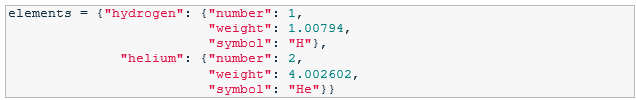 elements = {"hydrogen": {"number": 1,
                         "weight": 1.00794,
                         "symbol": "H"},
              "helium": {"number": 2,
                         "weight": 4.002602,
                         "symbol": "He"}}